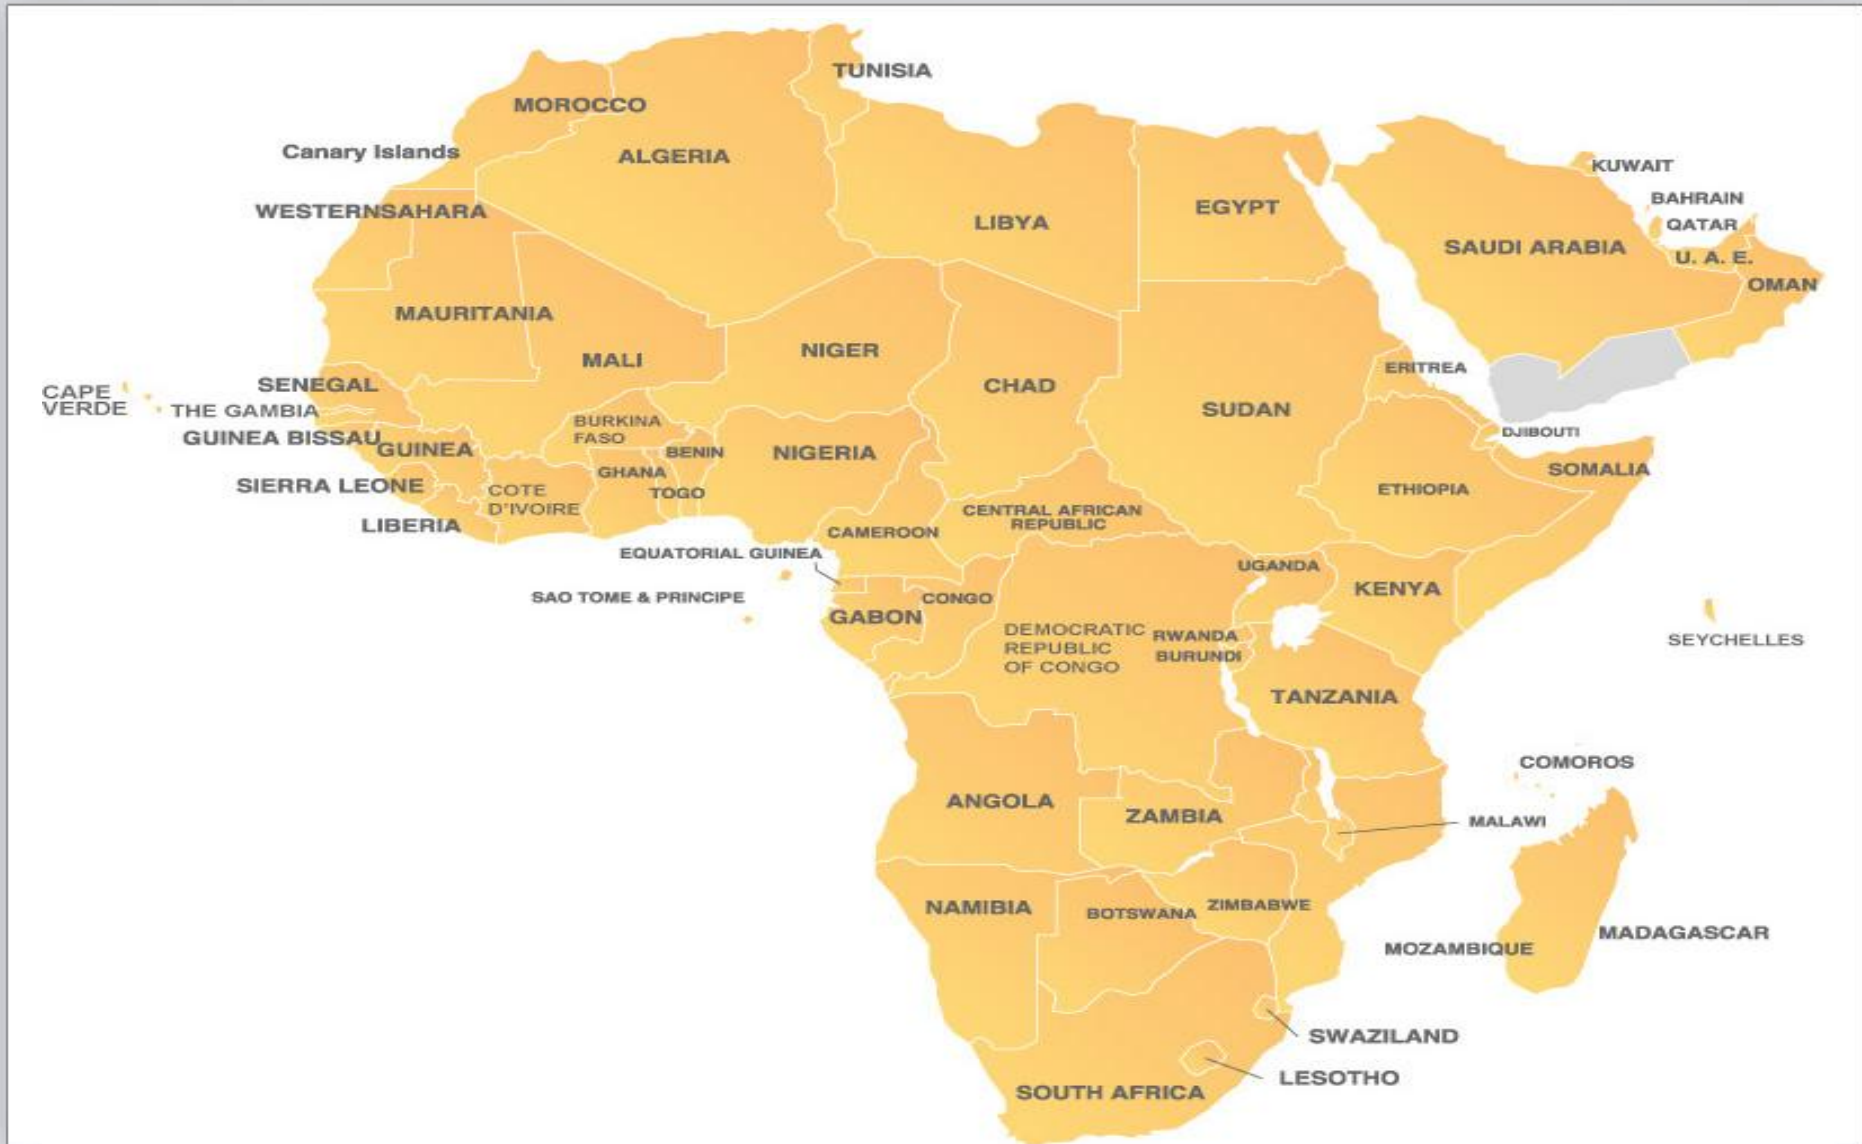 TUNISIA
MOROCCO
Canary Islands
ALGERIA
KUWAIT
BAHRAIN
WESTERNSAHARA
LIBYA
EGYPT
QATAR
SAUDI ARABIA
U. A. E.
OMAN
MAURITANIA
MALI
NIGER
CHAD
ERITREA
SENEGAL
CAPE
VERDE
THE GAMBIA
SUDAN
BURKINA
FASO
DJIBOUTI
GUINEA BISSAU
GUINEA
BENIN
NIGERIA
GHANA
SOMALIA
SIERRA LEONE
COTE
D'IVOIRE
TOGO
ETHIOPIA
LIBERIA
CENTRAL AFRICAN
REPUBLIC
CAMEROON
EQUATORIAL GUINEA
UGANDA
KENYA
SAO TOME & PRINCIPE
CONGO
GABON
DEMOCRATIC
REPUBLIC
OF CONGO
RWANDA
BURUNDI
SEYCHELLES
TANZANIA
COMOROS
ANGOLA
ZAMBIA
MALAWI
NAMIBIA
BOTSWANA
ZIMBABWE
MOZAMBIQUE
MADAGASCAR
SWAZILAND
LESOTHO
SOUTH AFRICA